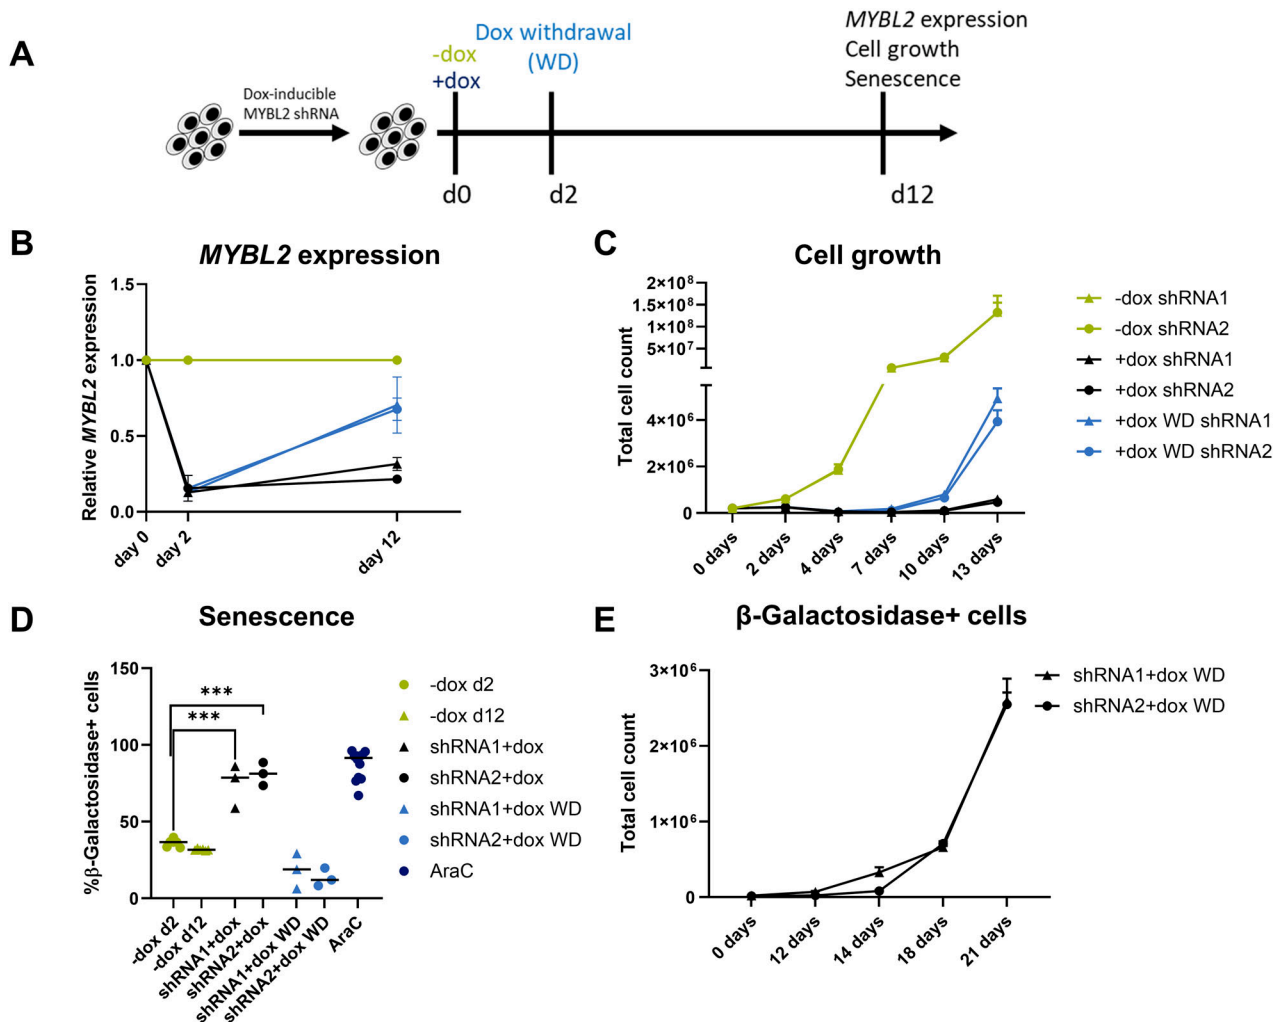 A
Dox-inducible
MYBL2 shRNA
-dox
+dox
Dox withdrawal
(WD)
MYBL2 expression
Cell growth
Senescence
d0
d2
d12
B
MYBL2 expression
Relative MYBL2 expression
1.5
1.0
0.5
0.0
day 0
day 2
day 12
C
Cell growth
Total cell count
2×10⁸
1.5×10⁸
1×10⁸
5×10⁷
4×10⁶
2×10⁶
0
0 days
2 days
4 days
7 days
10 days
13 days
-dox shRNA1
-dox shRNA2
+dox shRNA1
+dox shRNA2
+dox WD shRNA1
+dox WD shRNA2
D
Senescence
%β-Galactosidase+ cells
150
100
50
0
***
***
-dox d2
-dox d12
shRNA1+dox
shRNA2+dox
shRNA1+dox WD
shRNA2+dox WD
AraC
-dox d2
-dox d12
shRNA1+dox
shRNA2+dox
shRNA1+dox WD
shRNA2+dox WD
AraC
E
β-Galactosidase+ cells
Total cell count
3×10⁶
2×10⁶
1×10⁶
0
0 days
12 days
14 days
18 days
21 days
shRNA1+dox WD
shRNA2+dox WD